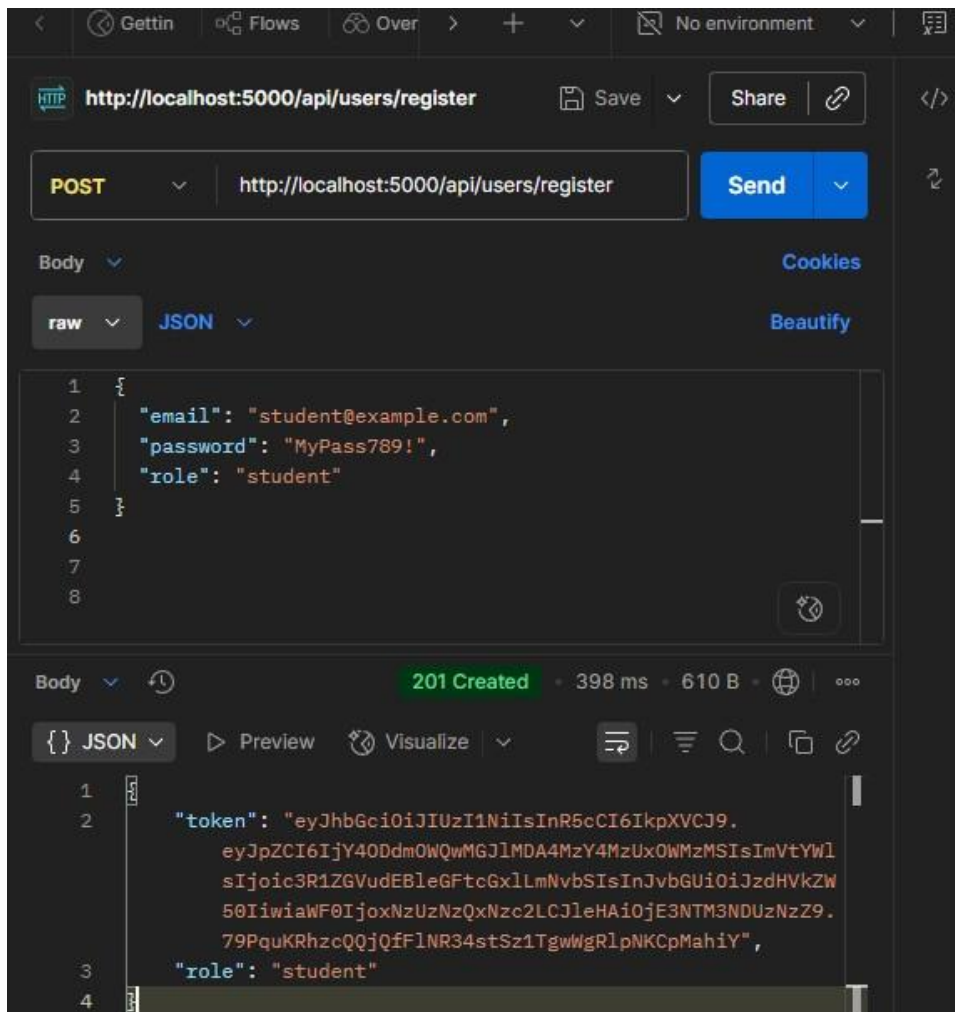 Gettin Flows Over No environment
HTTP http://localhost:5000/api/users/register Save Share </>
POST http://localhost:5000/api/users/register Send
Body Cookies
raw JSON Beautify
1 {
2 "email": "student@example.com",
3 "password": "MyPass789!",
4 "role": "student"
5 }
6
7
8
Body 201 Created 398 ms 610 B
{} JSON Preview Visualize
1 {
2 "token": "eyJhbGciOiJIUzI1NiIsInR5cCI6IkpXVCJ9.
eyJpZCI6IjY4ODdmOWQwMGJlMDA4MzY4MzUxOWMzMSIsImVtYWl
sIjoic3R1ZGVudEBleGFtcGxlLmNvbSIsInJvbGUiOiJzdHVkZW
50IiwiaWF0IjoxNzUzNzQxNzc2LCJleHAiOjE3NTM3NDUzNzZ9.
79PquKRhzcQQjQfFlNR34stSz1TgwWgRlpNKCpMahiY",
3 "role": "student"
4 }